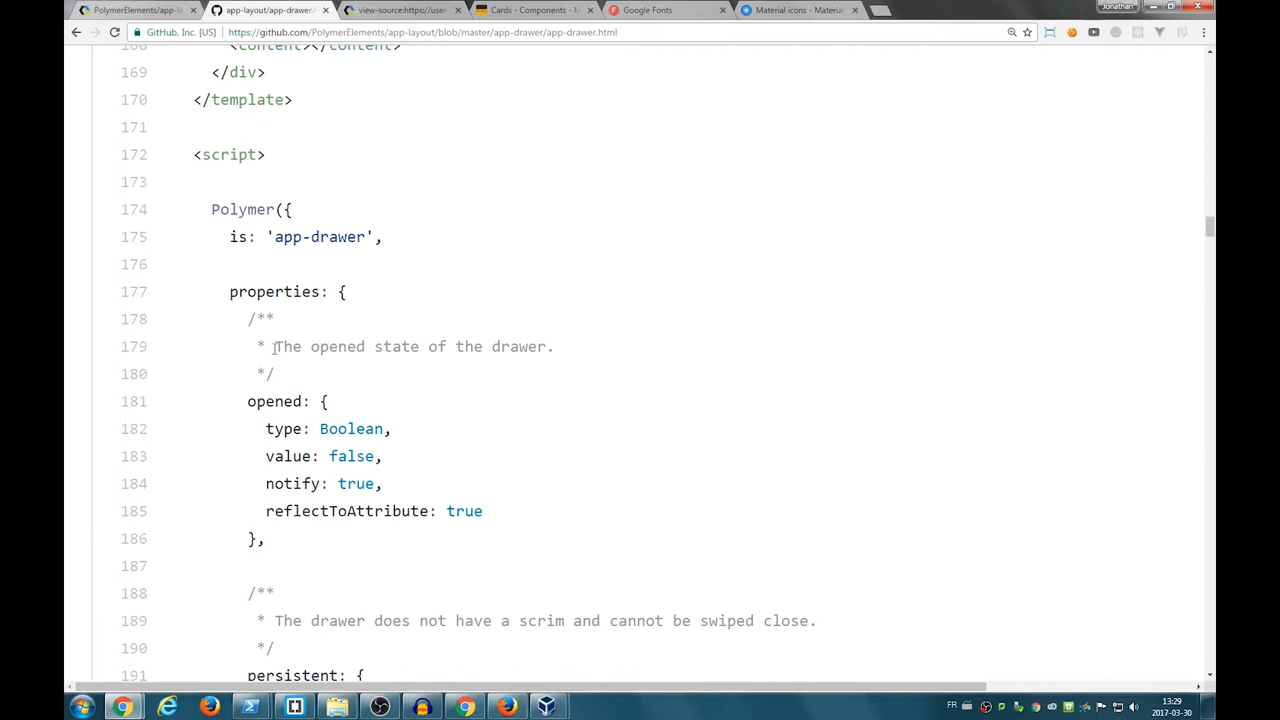 Jonathan
PolymerElements/app-la
app-layout/app-drawer.h
view-source:https://user
Cards - Components - M
Google Fonts
Material icons - Material
GitHub, Inc. [US]
https://github.com/PolymerElements/app-layout/blob/master/app-drawer/app-drawer.html
168 <content></content>
169 </div>
170 </template>
171
172 <script>
173
174 Polymer({
175 is: 'app-drawer',
176
177 properties: {
178 /**
179 * The opened state of the drawer.
180 */
181 opened: {
182 type: Boolean,
183 value: false,
184 notify: true,
185 reflectToAttribute: true
186 },
187
188 /**
189 * The drawer does not have a scrim and cannot be swiped close.
190 */
191 persistent: {
FR
13:29
2017-03-30